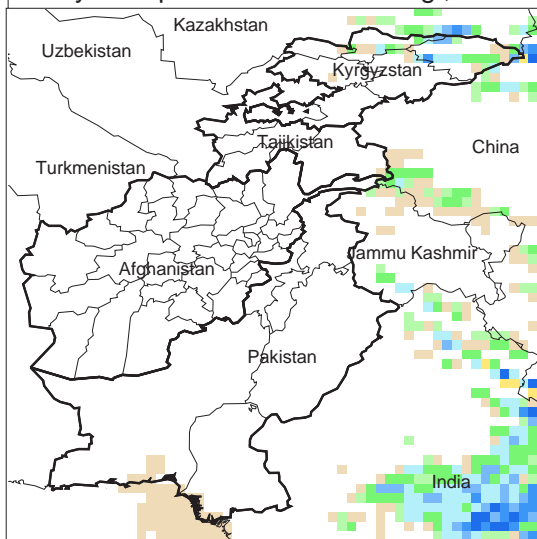 Kazakhstan
Uzbekistan
Kyrgyzstan
Tajikistan
China
Turkmenistan
Jammu Kashmir
Afghanistan
Pakistan
India